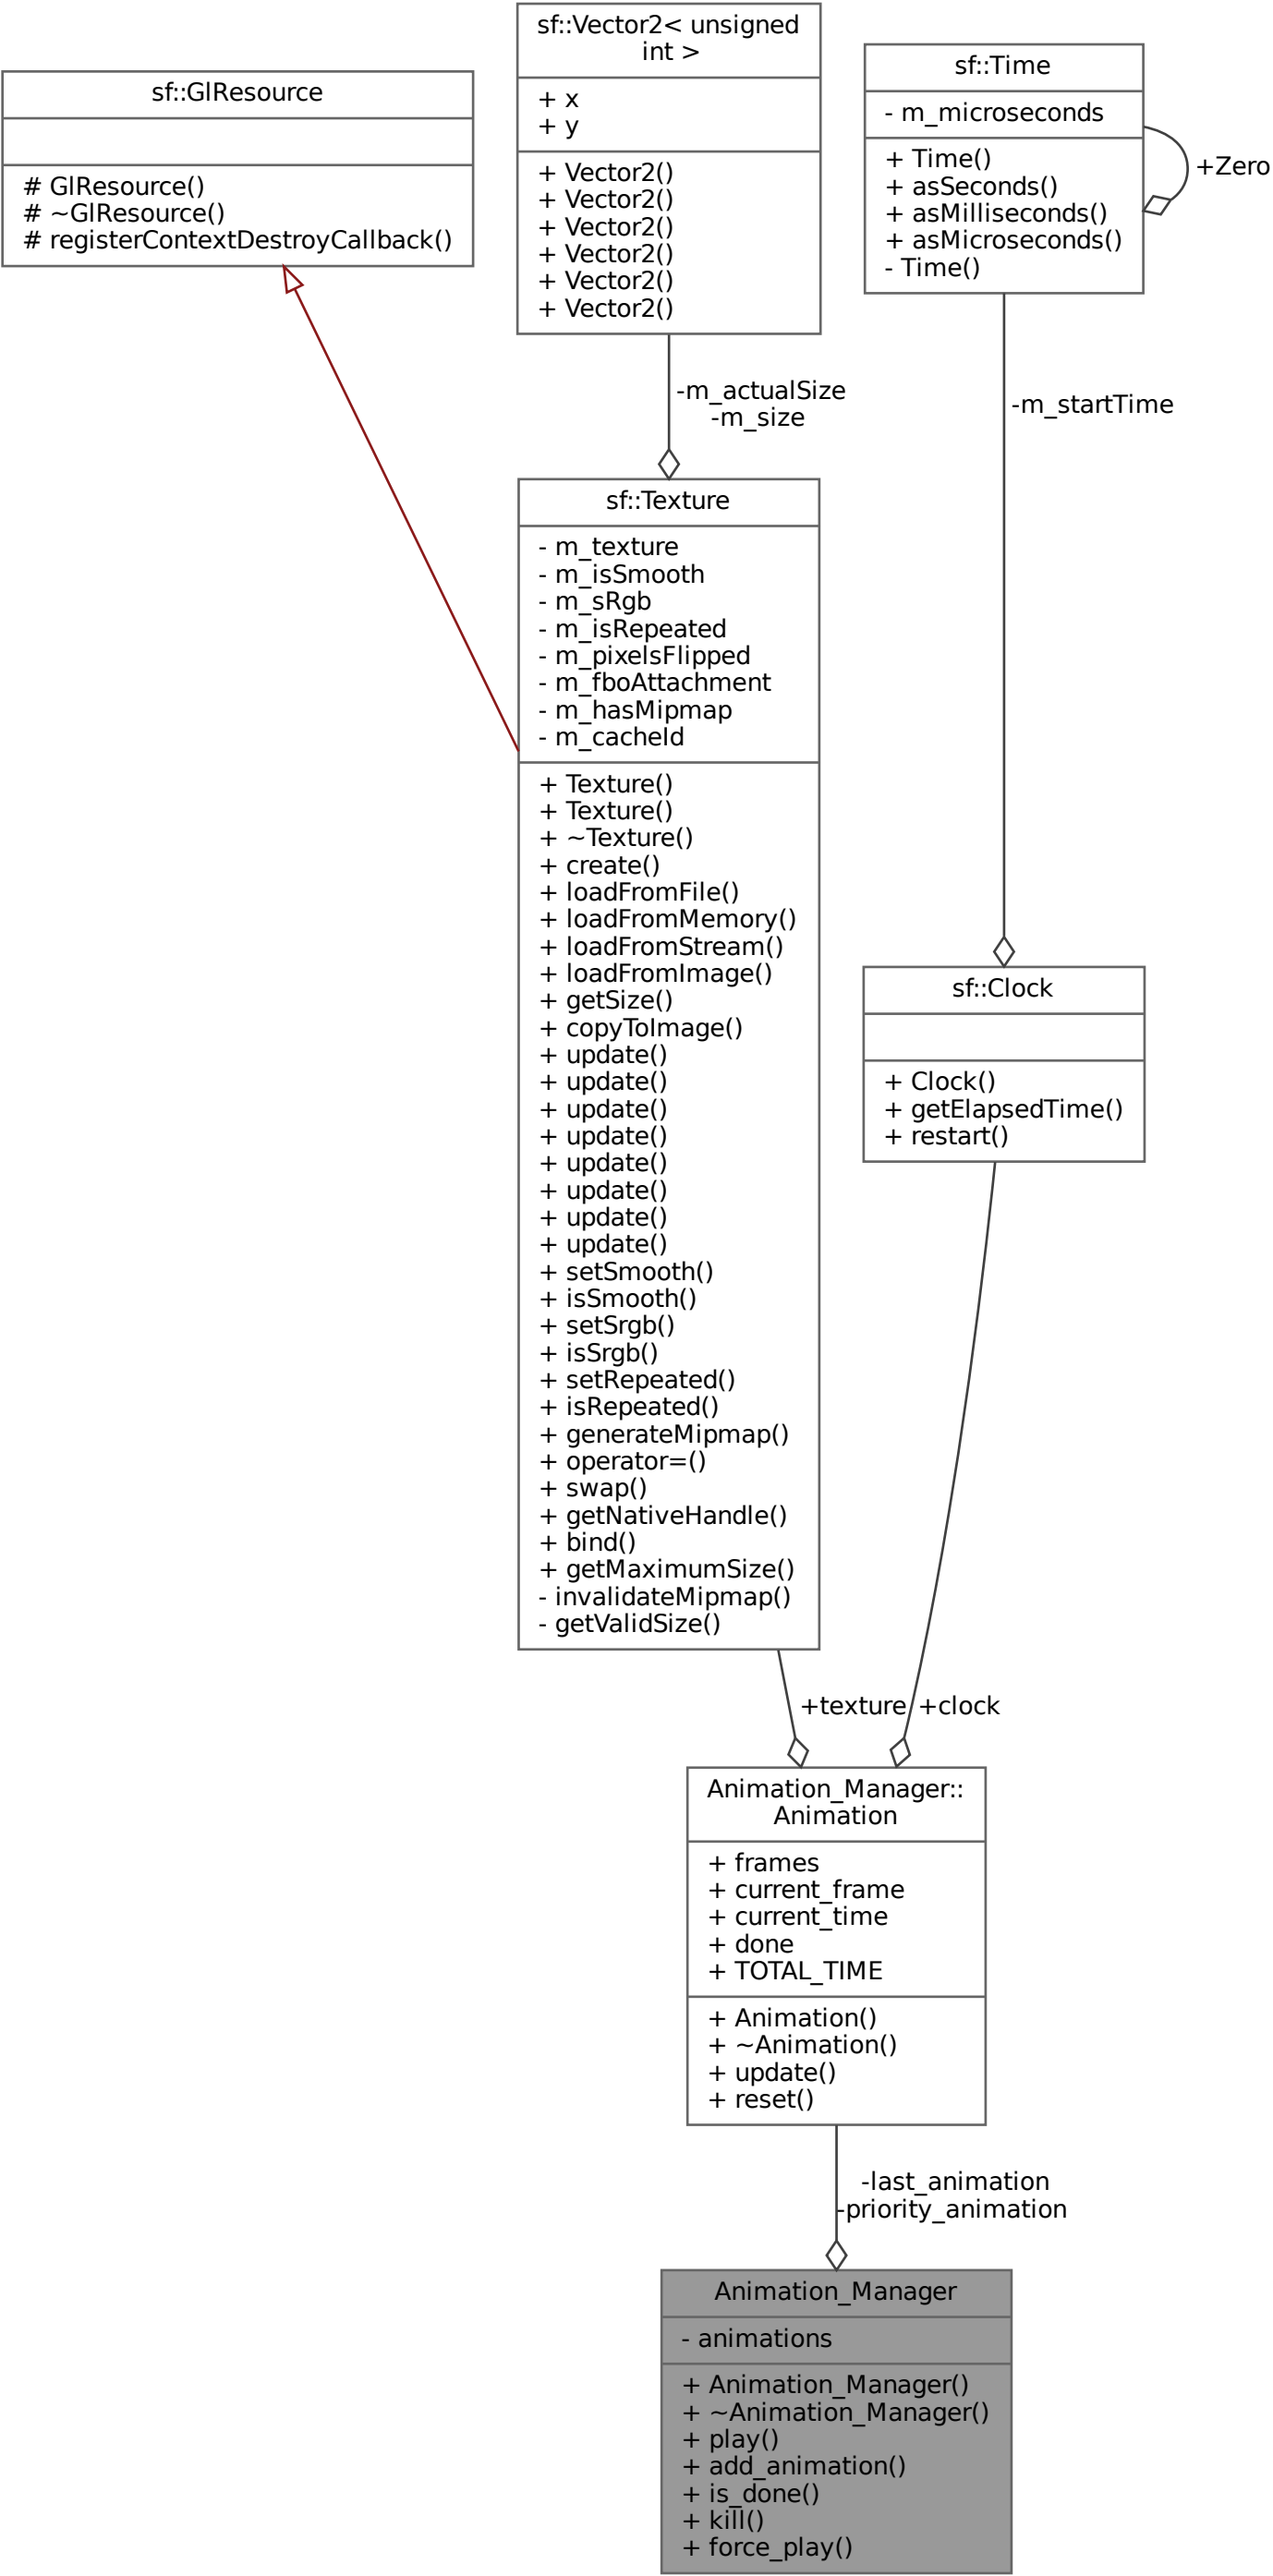 sf::GlResource
# GlResource()
# ~GlResource()
# registerContextDestroyCallback()
sf::Vector2< unsigned
int >
+ x
+ y
+ Vector2()
+ Vector2()
+ Vector2()
+ Vector2()
+ Vector2()
+ Vector2()
sf::Time
- m_microseconds
+ Time()
+ asSeconds()
+ asMilliseconds()
+ asMicroseconds()
- Time()
+Zero
-m_actualSize
-m_size
-m_startTime
sf::Texture
- m_texture
- m_isSmooth
- m_sRgb
- m_isRepeated
- m_pixelsFlipped
- m_fboAttachment
- m_hasMipmap
- m_cacheId
+ Texture()
+ Texture()
+ ~Texture()
+ create()
+ loadFromFile()
+ loadFromMemory()
+ loadFromStream()
+ loadFromImage()
+ getSize()
+ copyToImage()
+ update()
+ update()
+ update()
+ update()
+ update()
+ update()
+ update()
+ update()
+ setSmooth()
+ isSmooth()
+ setSrgb()
+ isSrgb()
+ setRepeated()
+ isRepeated()
+ generateMipmap()
+ operator=()
+ swap()
+ getNativeHandle()
+ bind()
+ getMaximumSize()
- invalidateMipmap()
- getValidSize()
sf::Clock
+ Clock()
+ getElapsedTime()
+ restart()
+texture
+clock
Animation_Manager::
Animation
+ frames
+ current_frame
+ current_time
+ done
+ TOTAL_TIME
+ Animation()
+ ~Animation()
+ update()
+ reset()
-last_animation
-priority_animation
Animation_Manager
- animations
+ Animation_Manager()
+ ~Animation_Manager()
+ play()
+ add_animation()
+ is_done()
+ kill()
+ force_play()